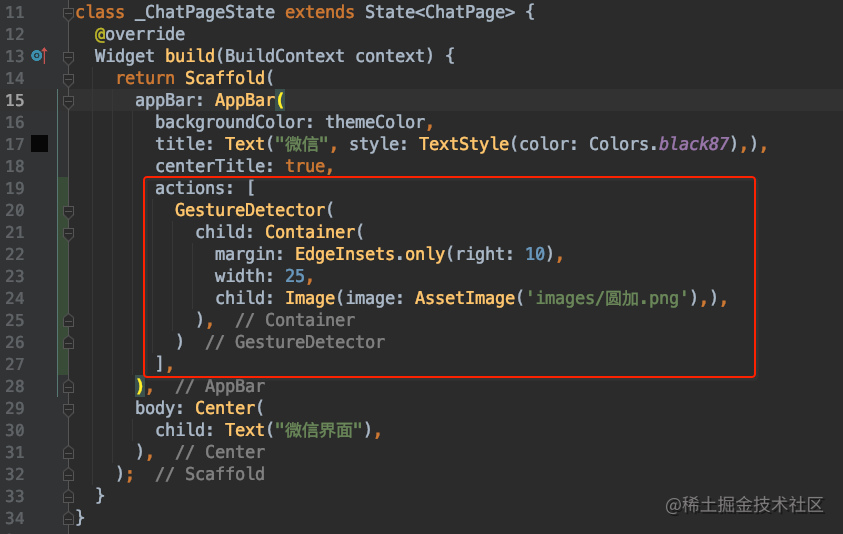 11 class _ChatPageState extends State<ChatPage> {
12   @override
13   Widget build(BuildContext context) {
14     return Scaffold(
15       appBar: AppBar(
16         backgroundColor: themeColor,
17         title: Text("微信", style: TextStyle(color: Colors.black87),),
18         centerTitle: true,
19         actions: [
20           GestureDetector(
21             child: Container(
22               margin: EdgeInsets.only(right: 10),
23               width: 25,
24               child: Image(image: AssetImage('images/圆加.png'),),
25             ),  // Container
26           )  // GestureDetector
27         ],
28       ),  // AppBar
29       body: Center(
30         child: Text("微信界面"),
31       ),  // Center
32     );  // Scaffold
33   }
34 }
@稀土掘金技术社区